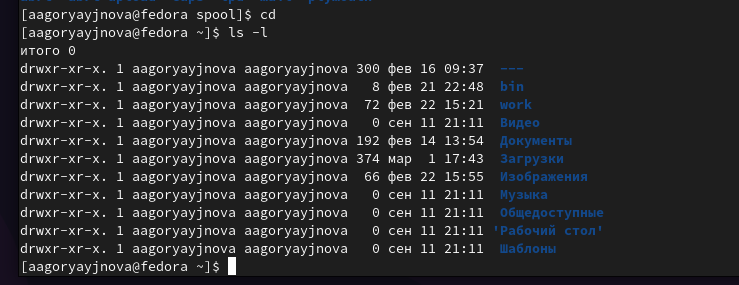 [aagoryayjnova@fedora spool]$ cd
[aagoryayjnova@fedora ~]$ ls -l
итого 0
drwxr-xr-x. 1 aagoryayjnova aagoryayjnova 300 фев 16 09:37  ---
drwxr-xr-x. 1 aagoryayjnova aagoryayjnova   8 фев 21 22:48  bin
drwxr-xr-x. 1 aagoryayjnova aagoryayjnova  72 фев 22 15:21  work
drwxr-xr-x. 1 aagoryayjnova aagoryayjnova   0 сен 11 21:11  Видео
drwxr-xr-x. 1 aagoryayjnova aagoryayjnova 192 фев 14 13:54  Документы
drwxr-xr-x. 1 aagoryayjnova aagoryayjnova 374 мар  1 17:43  Загрузки
drwxr-xr-x. 1 aagoryayjnova aagoryayjnova  66 фев 22 15:55  Изображения
drwxr-xr-x. 1 aagoryayjnova aagoryayjnova   0 сен 11 21:11  Музыка
drwxr-xr-x. 1 aagoryayjnova aagoryayjnova   0 сен 11 21:11  Общедоступные
drwxr-xr-x. 1 aagoryayjnova aagoryayjnova   0 сен 11 21:11 'Рабочий стол'
drwxr-xr-x. 1 aagoryayjnova aagoryayjnova   0 сен 11 21:11  Шаблоны
[aagoryayjnova@fedora ~]$